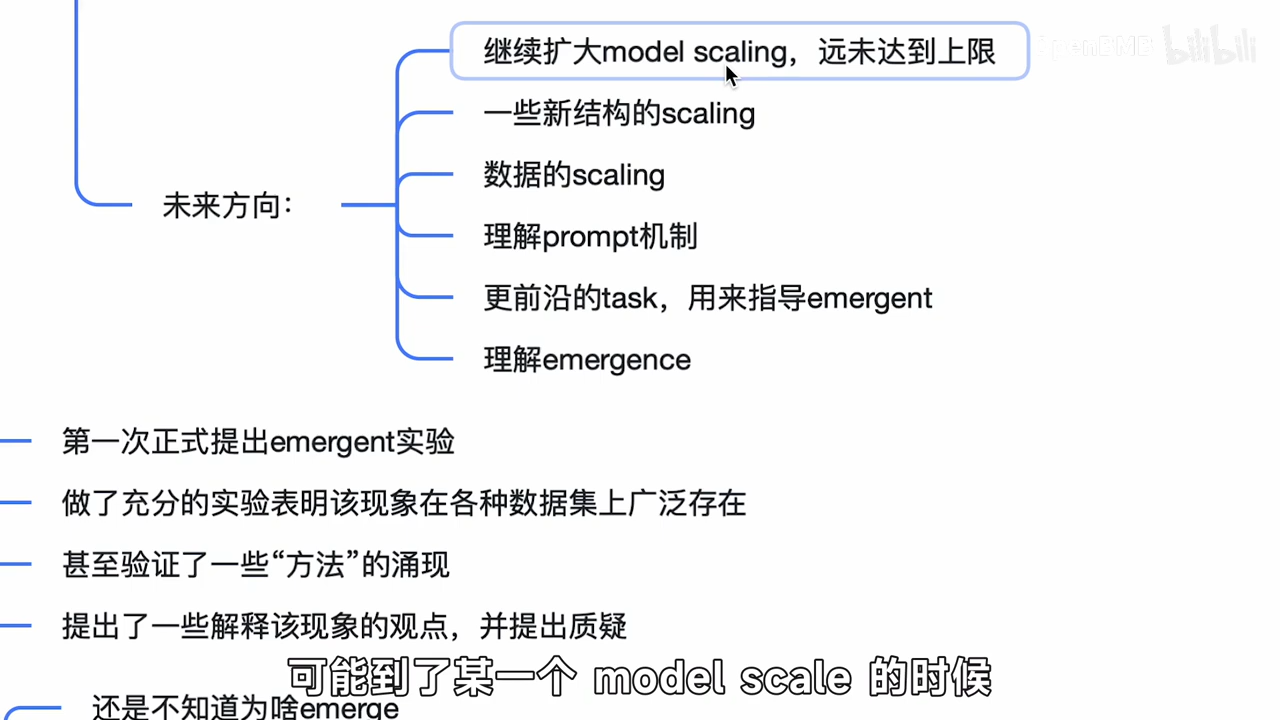 继续扩大model scaling，远未达到上限
OpenBMB bilibili
一些新结构的scaling
数据的scaling
未来方向：
理解prompt机制
更前沿的task，用来指导emergent
理解emergence
第一次正式提出emergent实验
做了充分的实验表明该现象在各种数据集上广泛存在
甚至验证了一些“方法”的涌现
提出了一些解释该现象的观点，并提出质疑
可能到了某一个 model scale 的时候
还是不知道为啥emerge